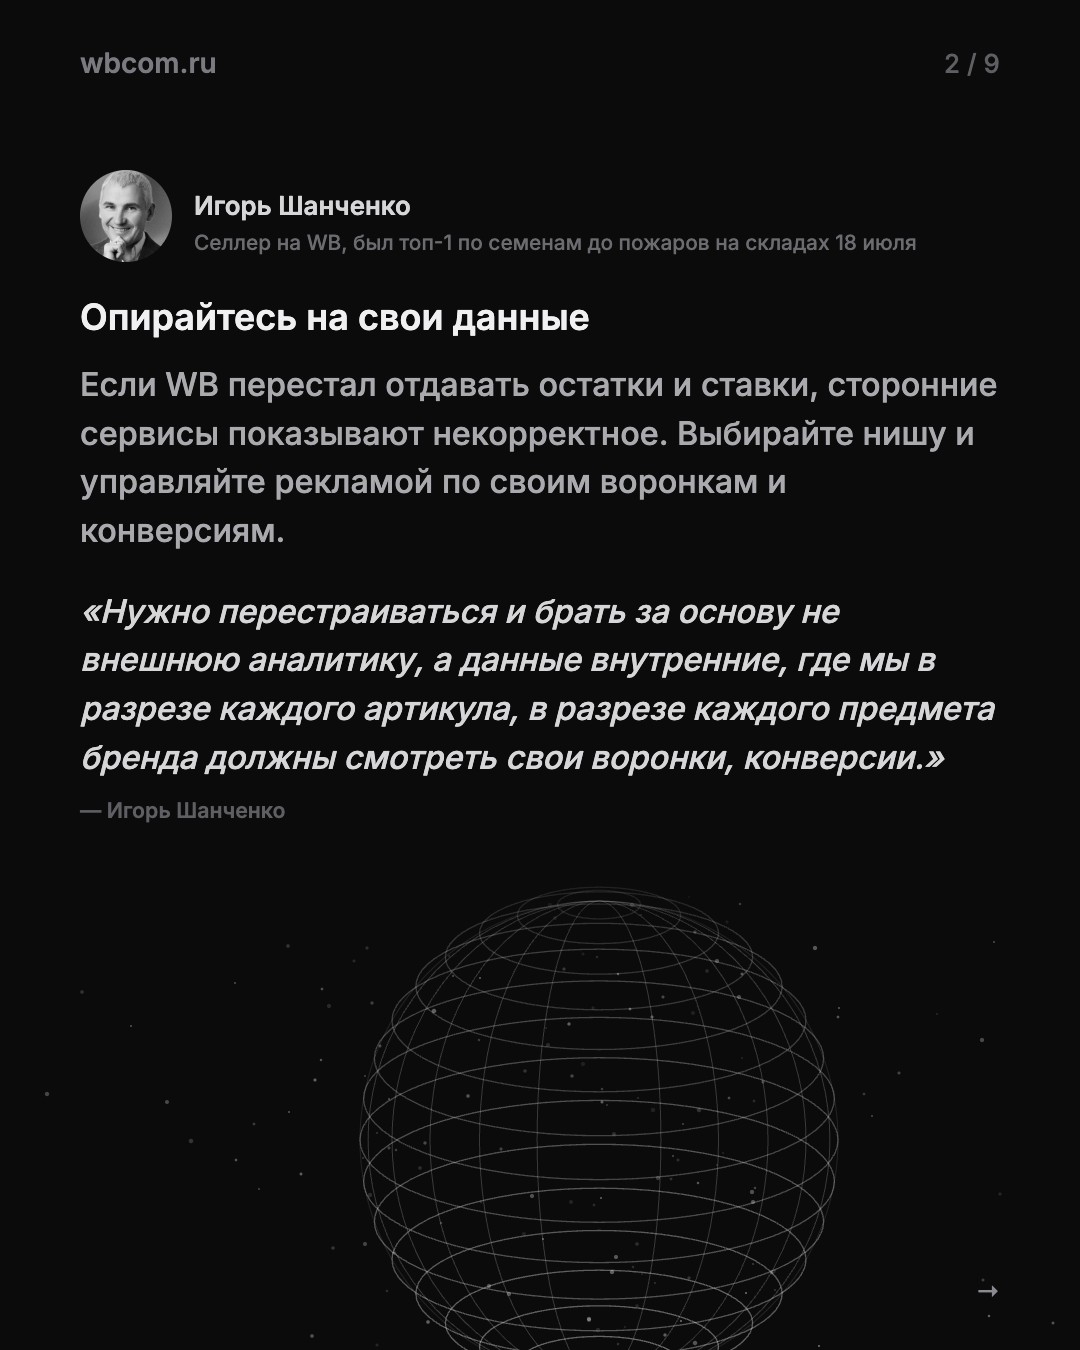 wbcom.ru
2 / 9
Игорь Шанченко
Селлер на WB, был топ-1 по семенам до пожаров на складах 18 июля
Опирайтесь на свои данные
Если WB перестал отдавать остатки и ставки, сторонние
сервисы показывают некорректное. Выбирайте нишу и
управляйте рекламой по своим воронкам и
конверсиям.
«Нужно перестраиваться и брать за основу не
внешнюю аналитику, а данные внутренние, где мы в
разрезе каждого артикула, в разрезе каждого предмета
бренда должны смотреть свои воронки, конверсии.»
— Игорь Шанченко
→